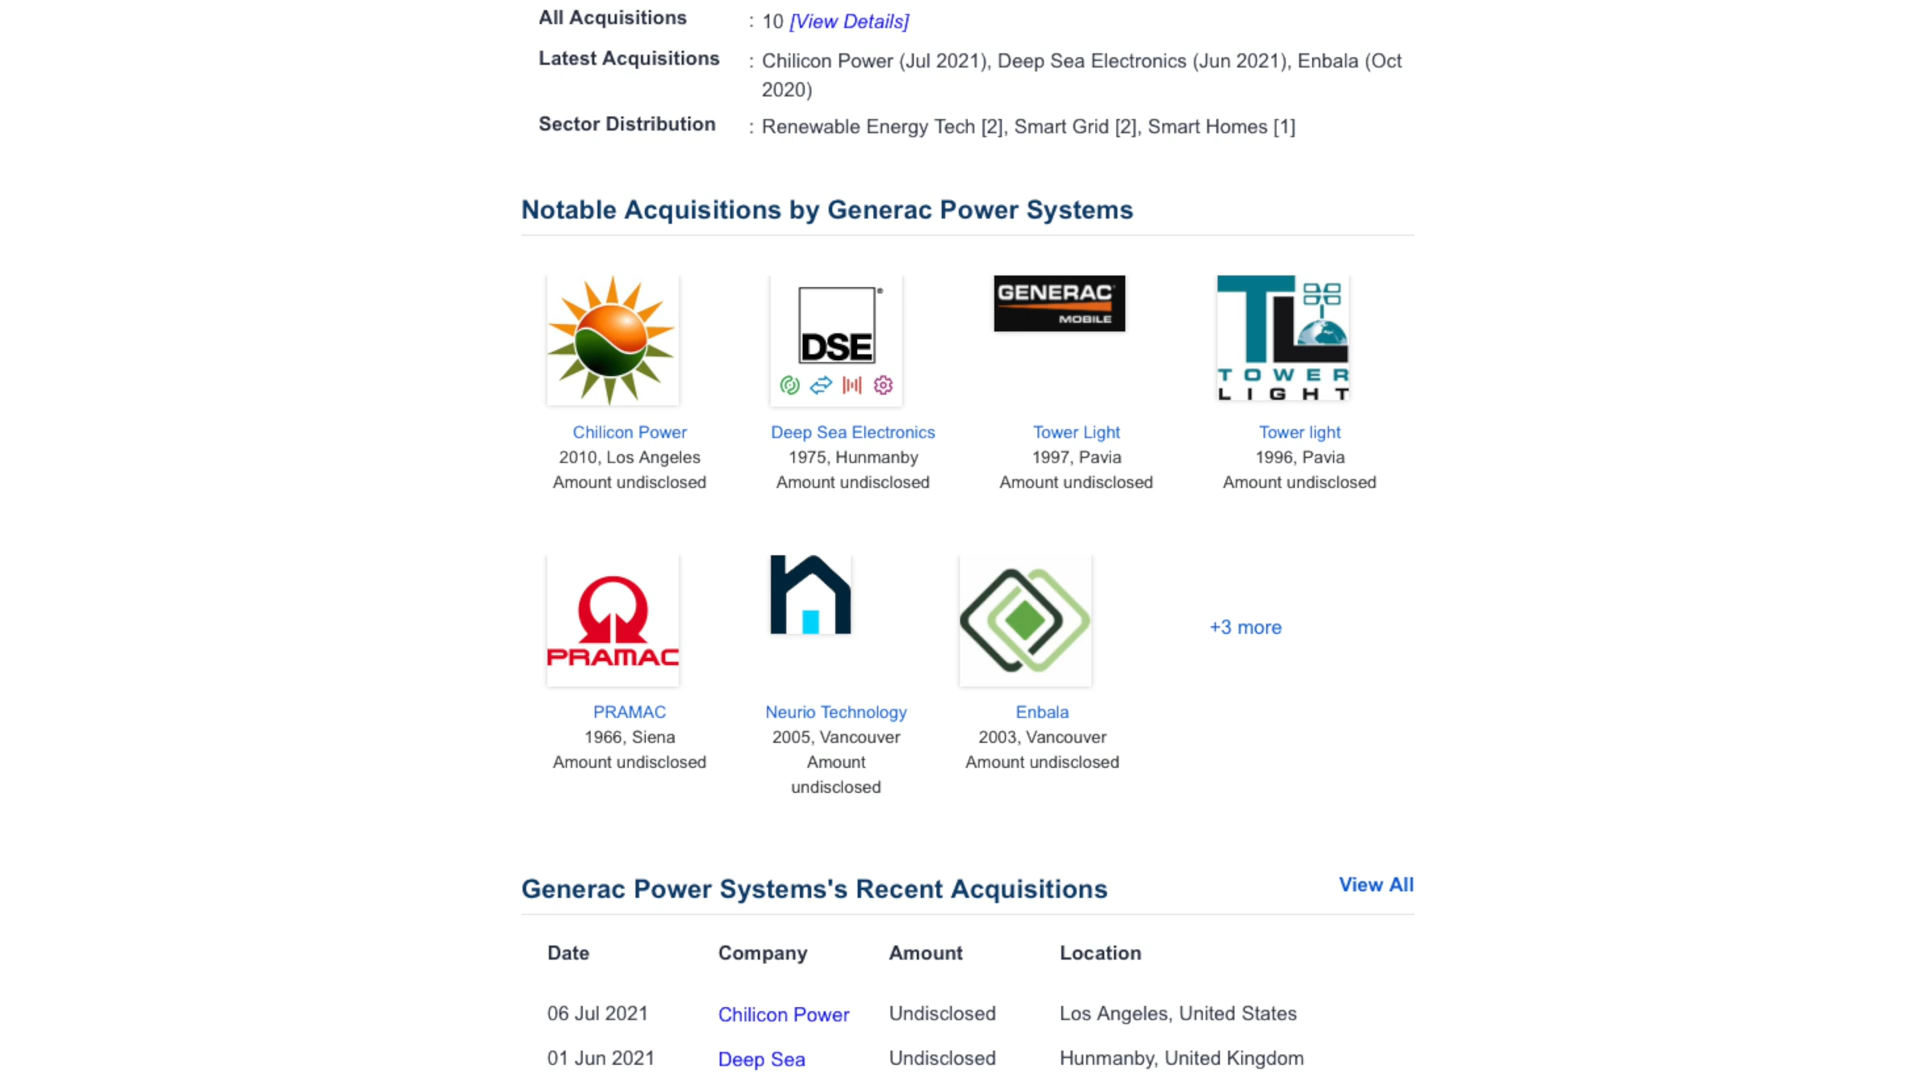 All Acquisitions : 10 [View Details]
Latest Acquisitions : Chilicon Power (Jul 2021), Deep Sea Electronics (Jun 2021), Enbala (Oct
2020)
Sector Distribution : Renewable Energy Tech [2], Smart Grid [2], Smart Homes [1]
Notable Acquisitions by Generac Power Systems
DSE ®
GENERAC
MOBILE
TL
TOWER
LIGHT
Chilicon Power
2010, Los Angeles
Amount undisclosed
Deep Sea Electronics
1975, Hunmanby
Amount undisclosed
Tower Light
1997, Pavia
Amount undisclosed
Tower light
1996, Pavia
Amount undisclosed
PRAMAC
+3 more
PRAMAC
1966, Siena
Amount undisclosed
Neurio Technology
2005, Vancouver
Amount
undisclosed
Enbala
2003, Vancouver
Amount undisclosed
Generac Power Systems's Recent Acquisitions View All
Date Company Amount Location
06 Jul 2021 Chilicon Power Undisclosed Los Angeles, United States
01 Jun 2021 Deep Sea Undisclosed Hunmanby, United Kingdom